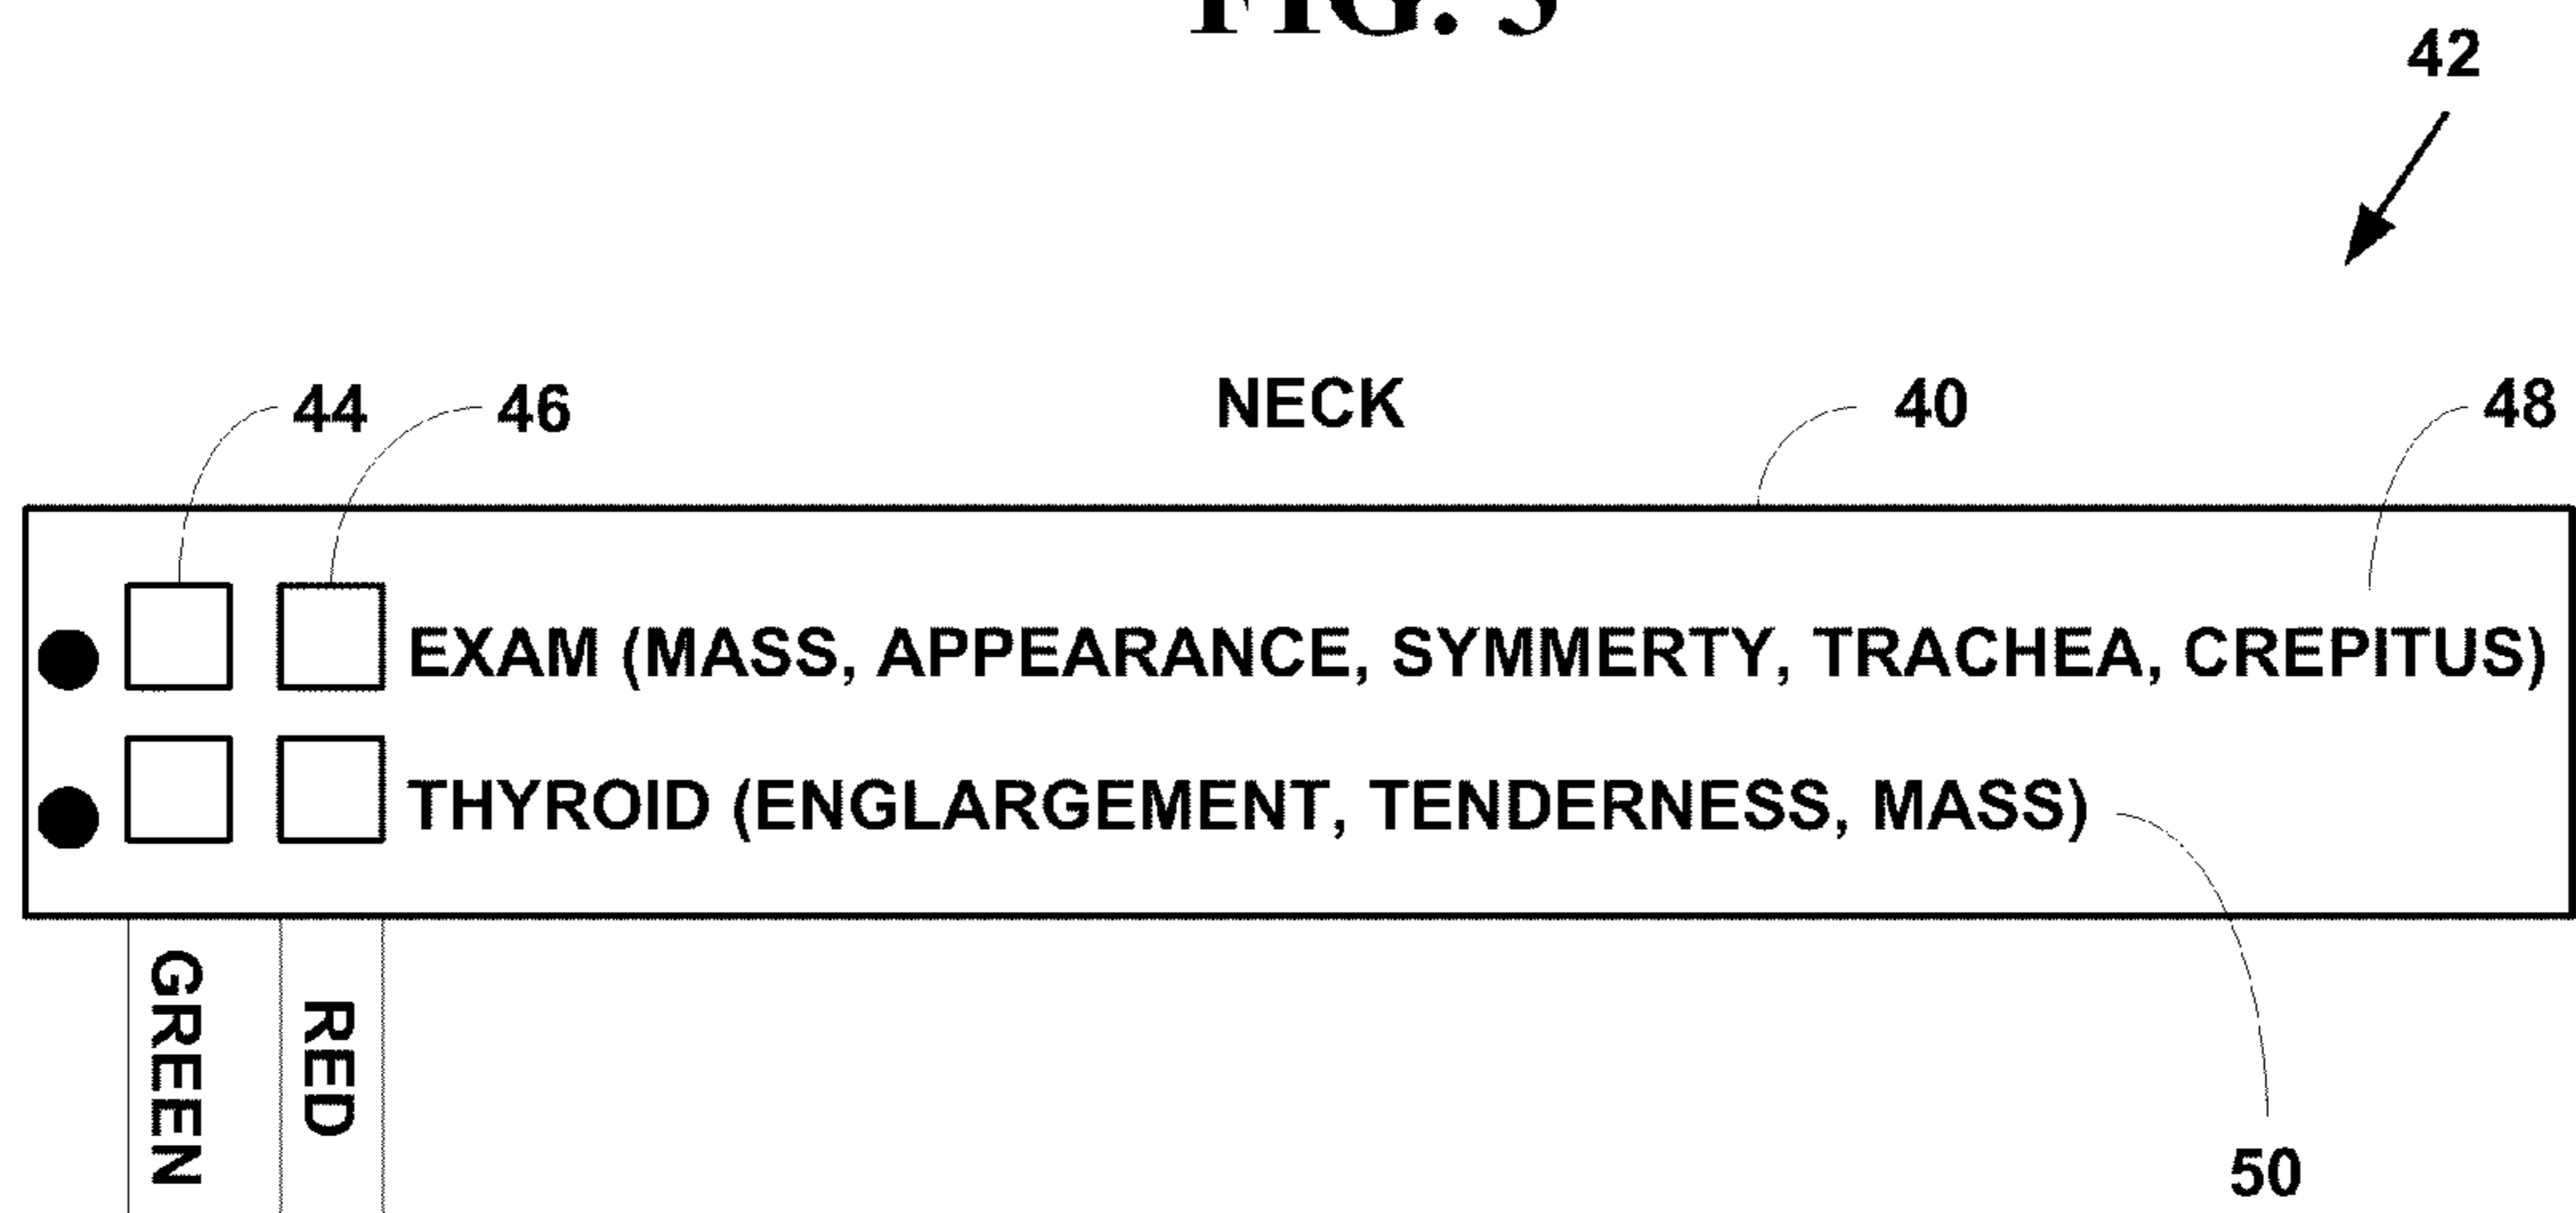 FIG. 3
42
44 46 NECK 40 48
EXAM (MASS, APPEARANCE, SYMMERTY, TRACHEA, CREPITUS)
THYROID (ENGLARGEMENT, TENDERNESS, MASS)
GREEN
RED
50